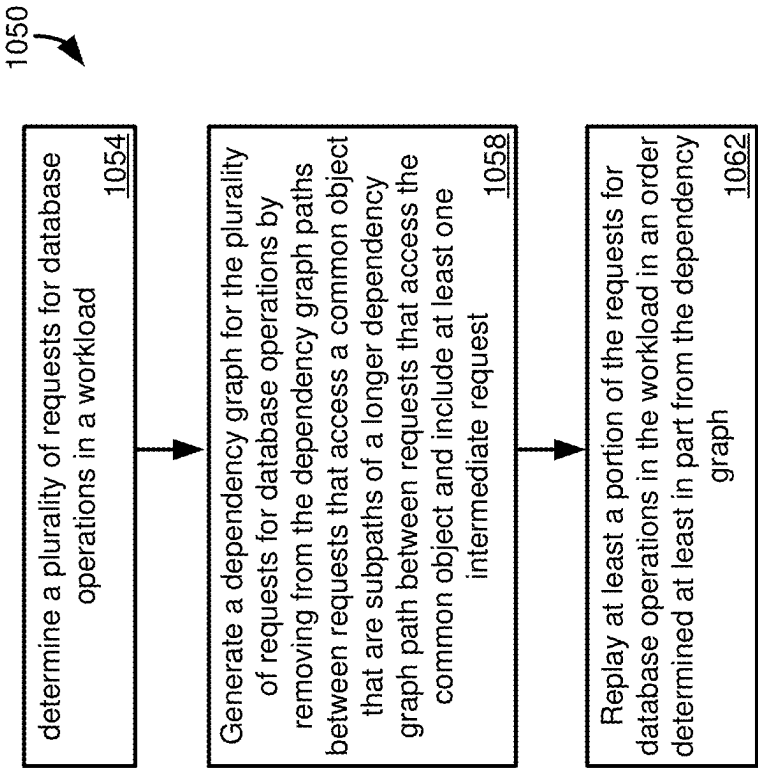 1050
determine a plurality of requests for database
operations in a workload
1054
Generate a dependency graph for the plurality
of requests for database operations by
removing from the dependency graph paths
between requests that access a common object
that are subpaths of a longer dependency
graph path between requests that access the
common object and include at least one
intermediate request
1058
Replay at least a portion of the requests for
database operations in the workload in an order
determined at least in part from the dependency
graph
1062